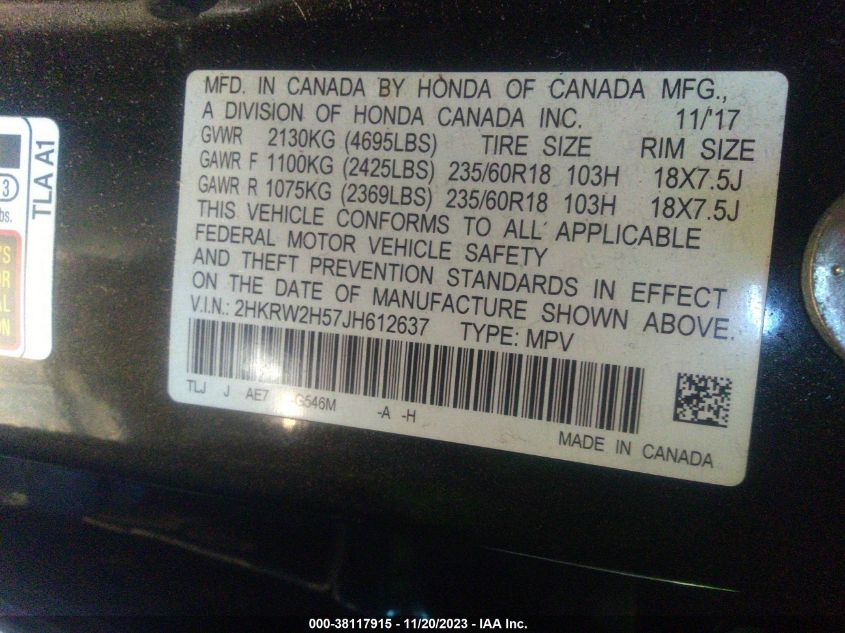 MFD. IN CANADA BY HONDA OF CANADA MFG.,
A DIVISION OF HONDA CANADA INC. 11/'17
GVWR 2130KG (4695LBS) TIRE SIZE RIM SIZE
GAWR F 1100KG (2425LBS) 235/60R18 103H 18X7.5J
GAWR R 1075KG (2369LBS) 235/60R18 103H 18X7.5J
THIS VEHICLE CONFORMS TO ALL APPLICABLE
FEDERAL MOTOR VEHICLE SAFETY
AND THEFT PREVENTION STANDARDS IN EFFECT
ON THE DATE OF MANUFACTURE SHOWN ABOVE.
V.I.N.: 2HKRW2H57JH612637 TYPE: MPV
TLJ J AE7 G546M -A -H
MADE IN CANADA
TLA A1
3
lbs.
000-38117915 - 11/20/2023 - IAA Inc.